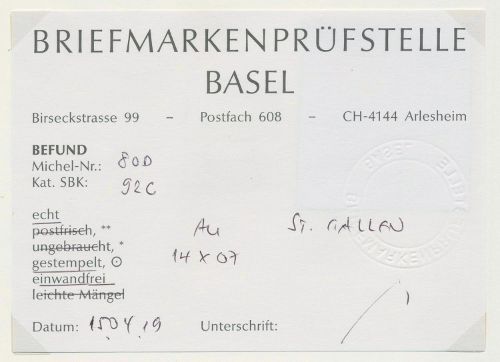 BRIEFMARKENPRÜFSTELLE
BASEL
Birseckstrasse 99 – Postfach 608 – CH-4144 Arlesheim
BEFUND
Michel-Nr.: 80D
Kat. SBK: 92C
echt
postfrisch, **
ungebraucht, * AU ST. GALLEN
gestempelt, ⊙ 14 X 07
einwandfrei
leichte Mängel
Datum: 15 04 19 Unterschrift: